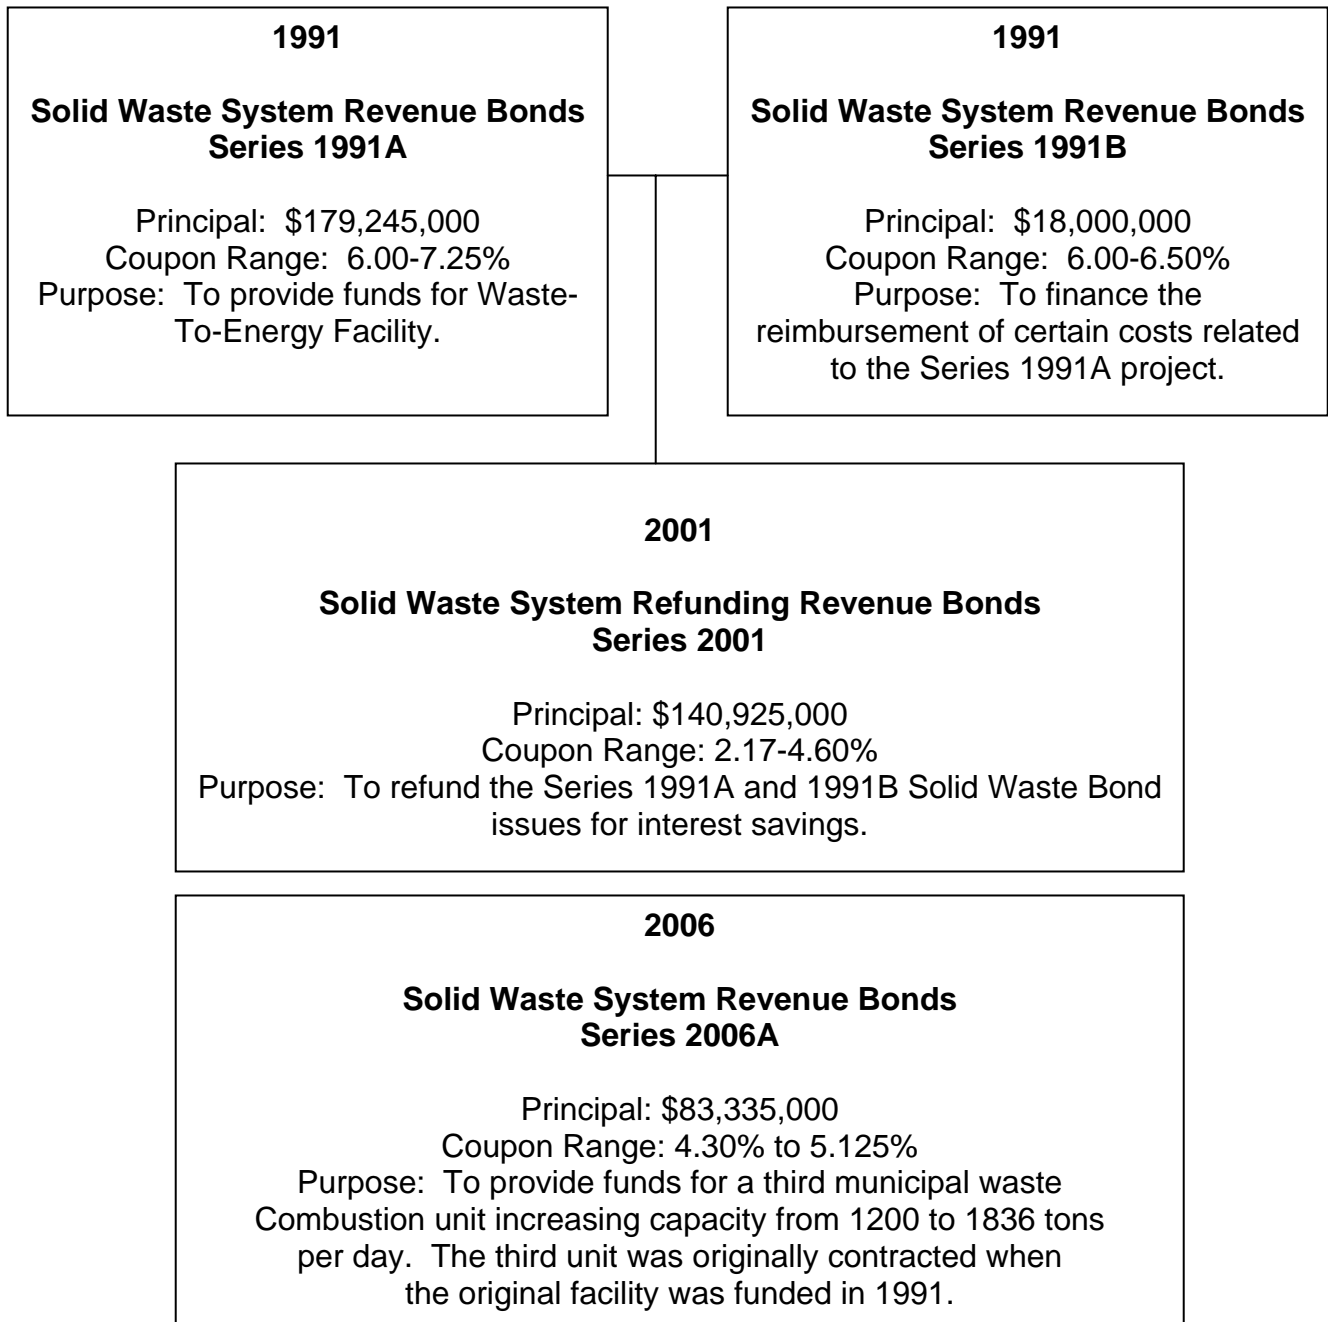 1991
Solid Waste System Revenue Bonds
Series 1991A
Principal:  $179,245,000
Coupon Range:  6.00-7.25%
Purpose:  To provide funds for Waste-
To-Energy Facility.
1991
Solid Waste System Revenue Bonds
Series 1991B
Principal:  $18,000,000
Coupon Range:  6.00-6.50%
Purpose:  To finance the
reimbursement of certain costs related
to the Series 1991A project.
2001
Solid Waste System Refunding Revenue Bonds
Series 2001
Principal: $140,925,000
Coupon Range: 2.17-4.60%
Purpose:  To refund the Series 1991A and 1991B Solid Waste Bond
issues for interest savings.
2006
Solid Waste System Revenue Bonds
Series 2006A
Principal: $83,335,000
Coupon Range: 4.30% to 5.125%
Purpose:  To provide funds for a third municipal waste
Combustion unit increasing capacity from 1200 to 1836 tons
per day.  The third unit was originally contracted when
the original facility was funded in 1991.